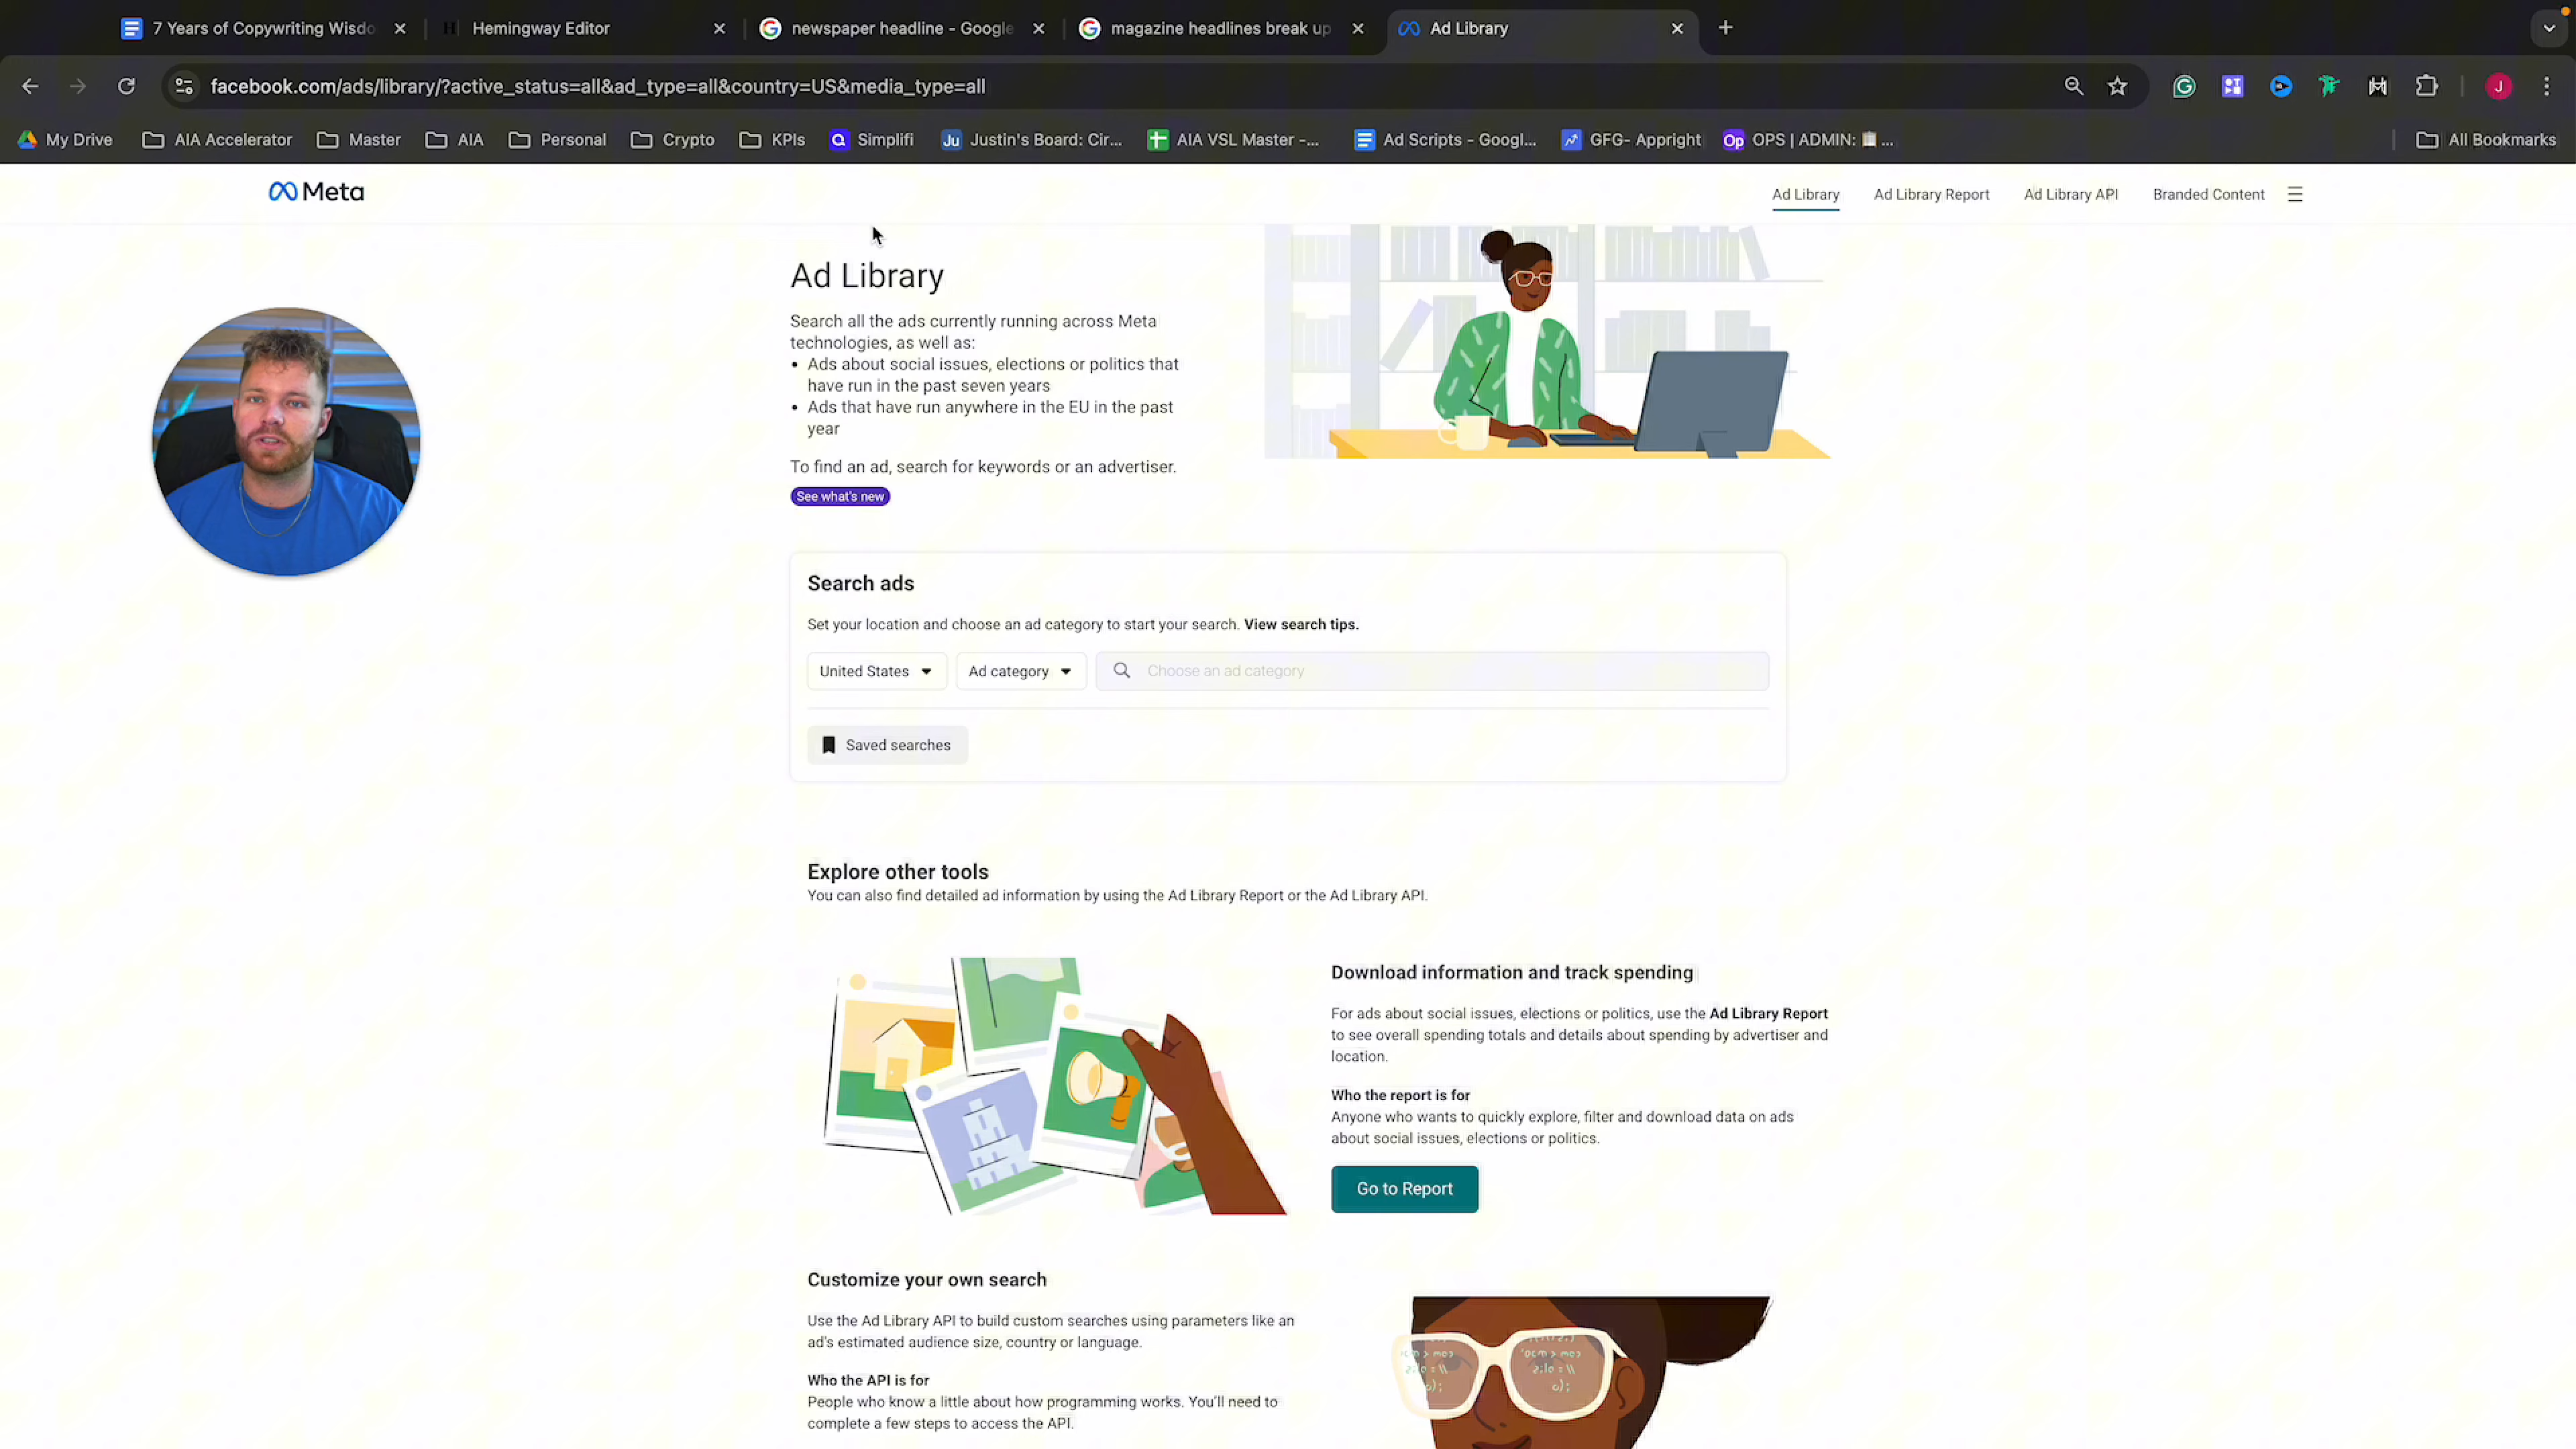 7 Years of Copywriting Wisdo
Hemingway Editor
newspaper headline - Google
magazine headlines break up
Ad Library
facebook.com/ads/library/?active_status=all&ad_type=all&country=US&media_type=all
J
My Drive
AIA Accelerator
Master
AIA
Personal
Crypto
KPIs
Simplifi
Ju Justin's Board: Cir...
AIA VSL Master -...
Ad Scripts - Googl...
GFG- Appright
Op OPS | ADMIN: 📋 ...
All Bookmarks
Meta
Ad Library
Ad Library Report
Ad Library API
Branded Content
Ad Library
Search all the ads currently running across Meta
technologies, as well as:
• Ads about social issues, elections or politics that
have run in the past seven years
• Ads that have run anywhere in the EU in the past
year
To find an ad, search for keywords or an advertiser.
See what's new
Search ads
Set your location and choose an ad category to start your search. View search tips.
United States
Ad category
Choose an ad category
Saved searches
Explore other tools
You can also find detailed ad information by using the Ad Library Report or the Ad Library API.
Download information and track spending
For ads about social issues, elections or politics, use the Ad Library Report
to see overall spending totals and details about spending by advertiser and
location.
Who the report is for
Anyone who wants to quickly explore, filter and download data on ads
about social issues, elections or politics.
Go to Report
Customize your own search
Use the Ad Library API to build custom searches using parameters like an
ad's estimated audience size, country or language.
Who the API is for
People who know a little about how programming works. You'll need to
complete a few steps to access the API.